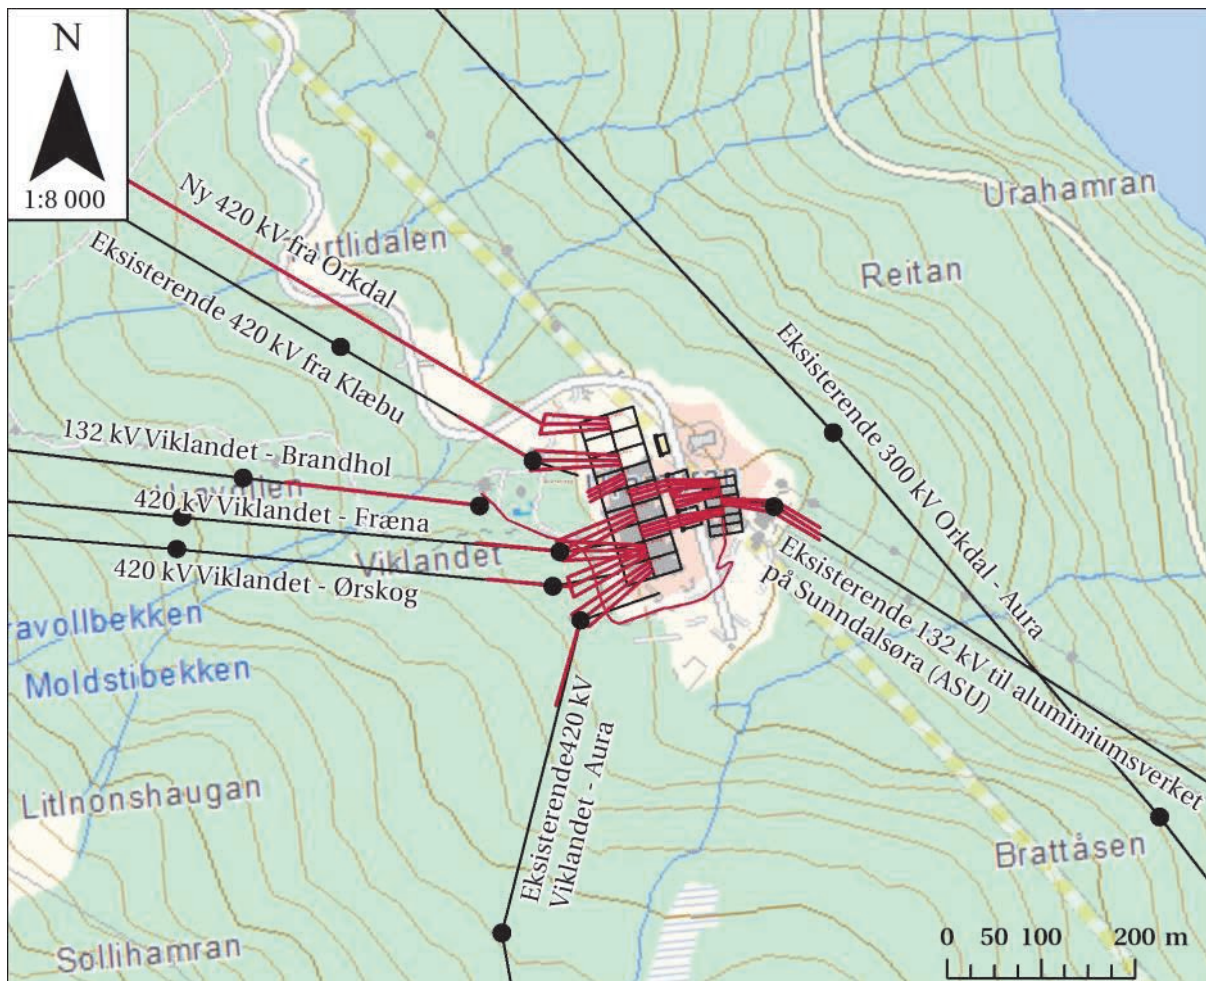 N
1:8 000
Urahamran
Ny 420 kV fra Orkdal
urtlidalen
Reitan
Eksisterende 420 kV fra Klæbu
Eksisterende 300 kV Orkdal - Aura
132 kV Viklandet - Brandhol
420 kV Viklandet - Fræna
Viklandet
420 kV Viklandet - Ørskog
Eksisterende 132 kV til aluminiumsverket
på Sunndalsøra (ASU)
ravollbekken
Moldstibekken
Eksisterende420 kV
Viklandet - Aura
Litlnonshaugan
Brattåsen
Sollihamran
0 50 100 200 m